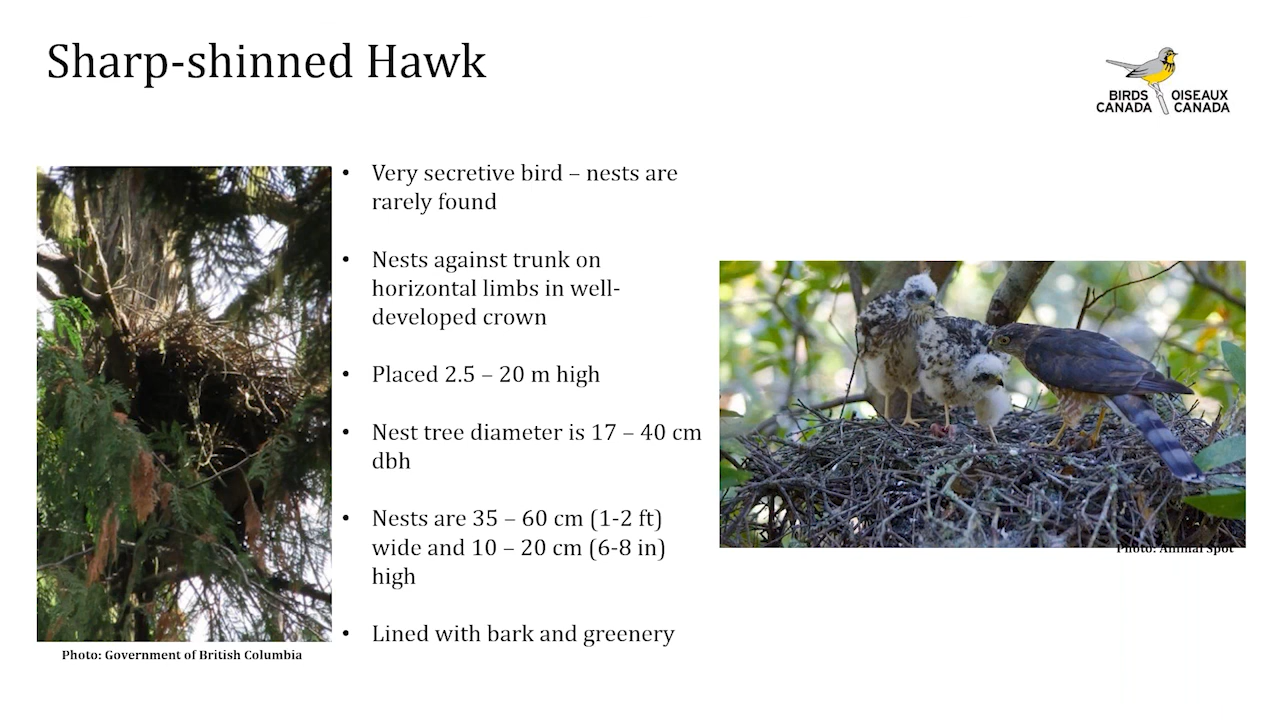 Sharp-shinned Hawk
BIRDS CANADA
OISEAUX CANADA
• Very secretive bird – nests are
rarely found
• Nests against trunk on
horizontal limbs in well-
developed crown
• Placed 2.5 – 20 m high
• Nest tree diameter is 17 – 40 cm
dbh
• Nests are 35 – 60 cm (1-2 ft)
wide and 10 – 20 cm (6-8 in)
high
• Lined with bark and greenery
Photo: Government of British Columbia
Photo: Animal Spot